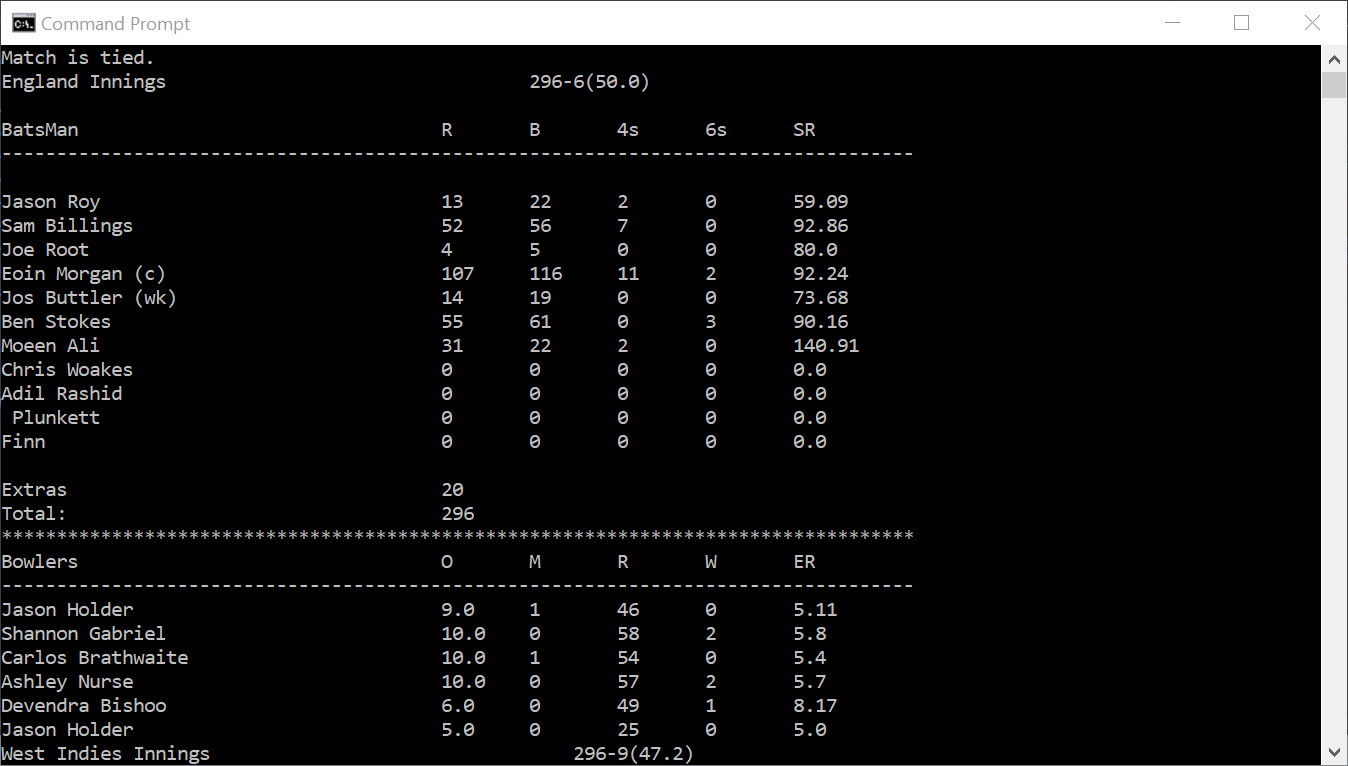 Command Prompt
Match is tied.
England Innings 296-6(50.0)
BatsMan R B 4s 6s SR
-----------------------------------------------------------------------------------
Jason Roy 13 22 2 0 59.09
Sam Billings 52 56 7 0 92.86
Joe Root 4 5 0 0 80.0
Eoin Morgan (c) 107 116 11 2 92.24
Jos Buttler (wk) 14 19 0 0 73.68
Ben Stokes 55 61 0 3 90.16
Moeen Ali 31 22 2 0 140.91
Chris Woakes 0 0 0 0 0.0
Adil Rashid 0 0 0 0 0.0
Plunkett 0 0 0 0 0.0
Finn 0 0 0 0 0.0
Extras 20
Total: 296
***********************************************************************************
Bowlers O M R W ER
-----------------------------------------------------------------------------------
Jason Holder 9.0 1 46 0 5.11
Shannon Gabriel 10.0 0 58 2 5.8
Carlos Brathwaite 10.0 1 54 0 5.4
Ashley Nurse 10.0 0 57 2 5.7
Devendra Bishoo 6.0 0 49 1 8.17
Jason Holder 5.0 0 25 0 5.0
West Indies Innings 296-9(47.2)